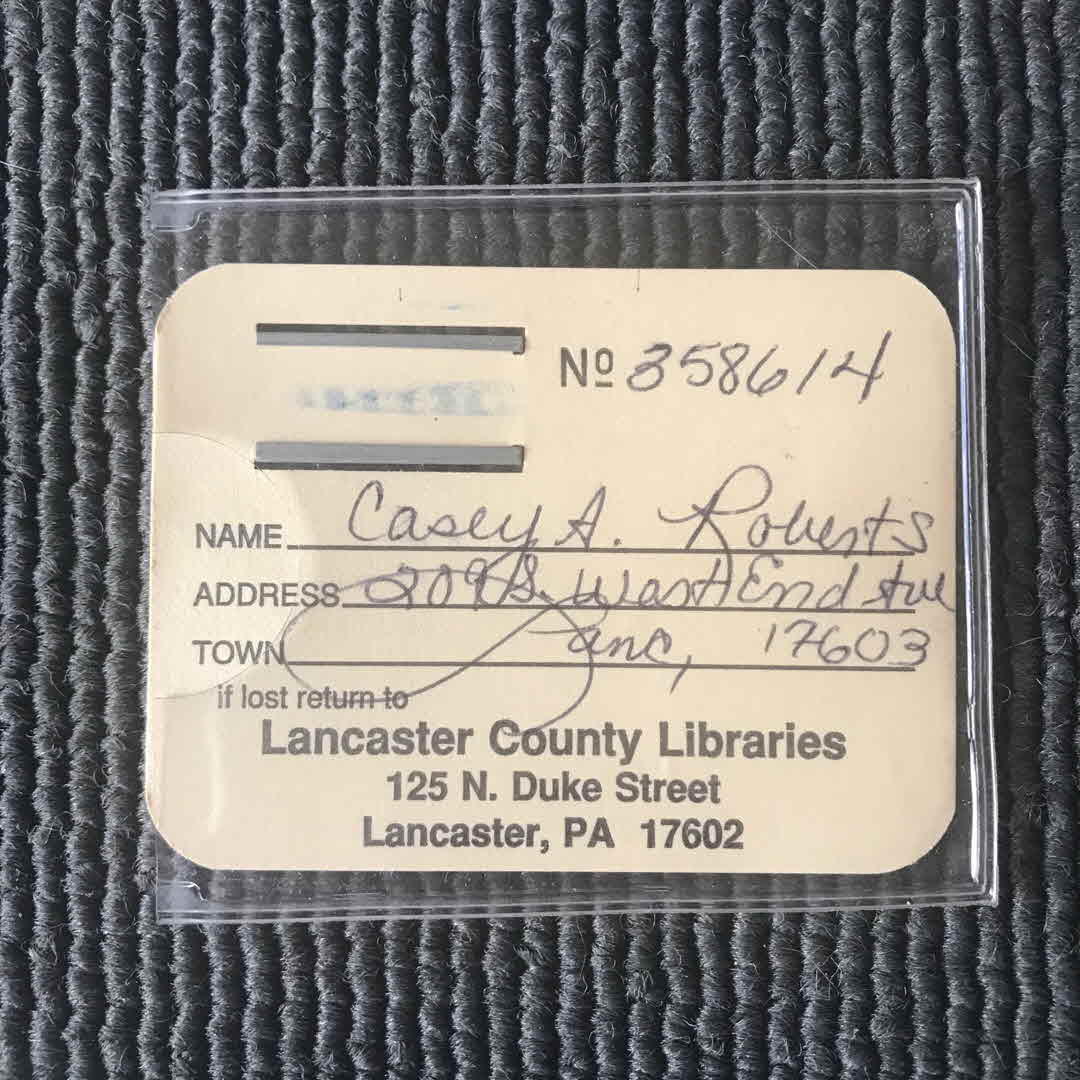 Nº 358614
NAME Casey A. Roberts
ADDRESS 209 S. West End Ave
TOWN Lanc, 17603
if lost return to
Lancaster County Libraries
125 N. Duke Street
Lancaster, PA 17602